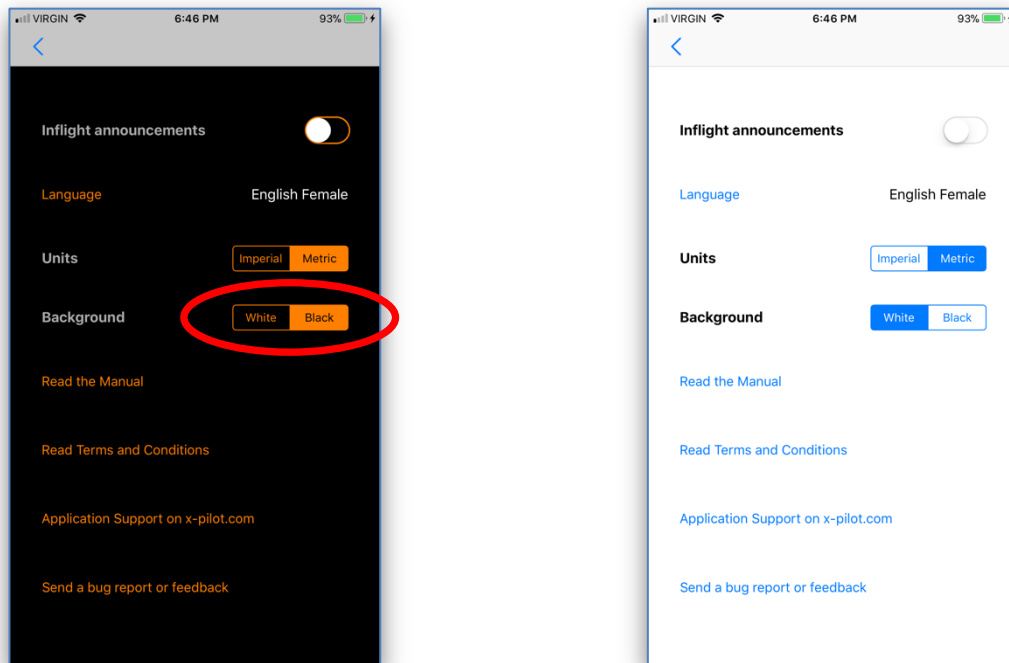 VIRGIN 6:46 PM 93%
Inflight announcements
Language English Female
Units Imperial Metric
Background White Black
Read the Manual
Read Terms and Conditions
Application Support on x-pilot.com
Send a bug report or feedback
VIRGIN 6:46 PM 93%
Inflight announcements
Language English Female
Units Imperial Metric
Background White Black
Read the Manual
Read Terms and Conditions
Application Support on x-pilot.com
Send a bug report or feedback